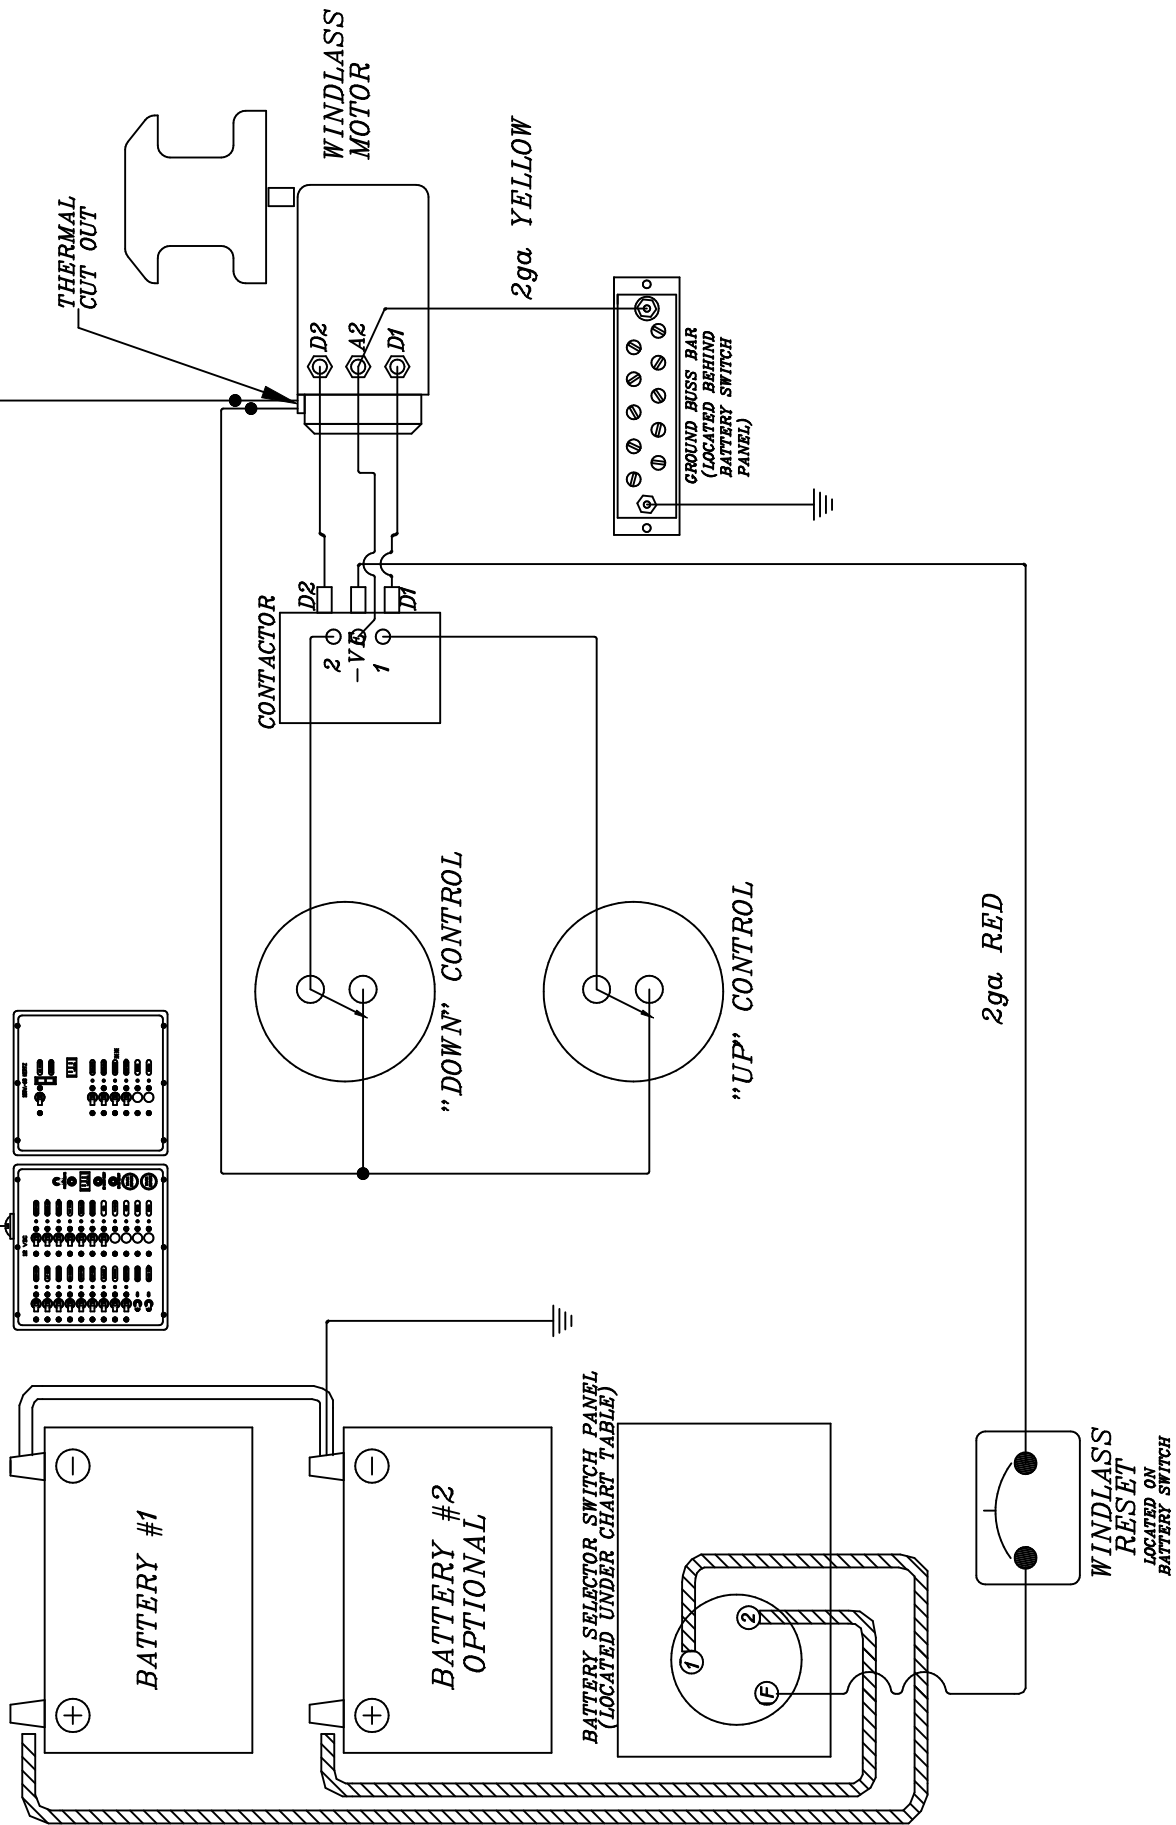 THERMAL
CUT OUT
WINDLASS
MOTOR
D2
A2
D1
2ga YELLOW
GROUND BUSS BAR
(LOCATED BEHIND
BATTERY SWITCH
PANEL)
CONTACTOR
D2
D1
2
-VE
1
"DOWN" CONTROL
"UP" CONTROL
2ga RED
BATTERY #1
BATTERY #2
OPTIONAL
BATTERY SELECTOR SWITCH PANEL
(LOCATED UNDER CHART TABLE)
1
2
F
WINDLASS
RESET
LOCATED ON
BATTERY SWITCH